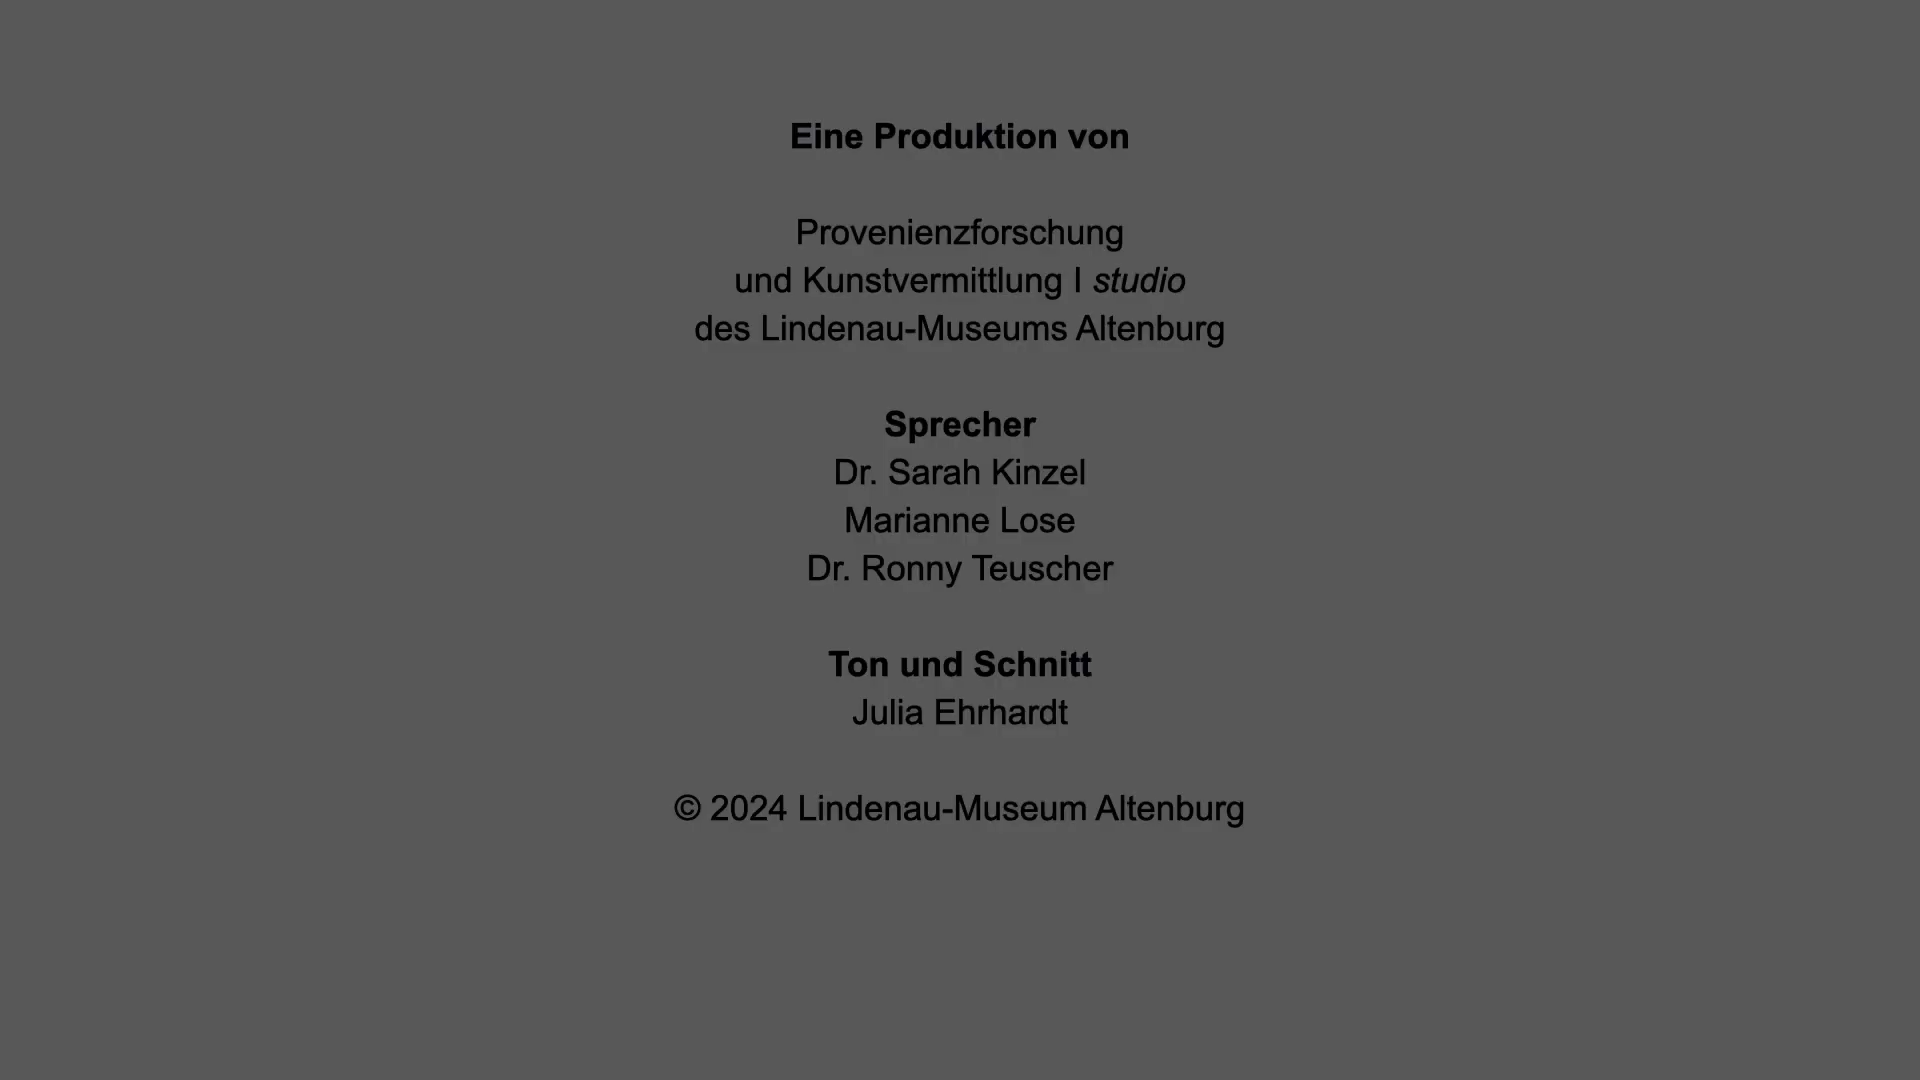 Eine Produktion von
Provenienzforschung
und Kunstvermittlung I studio
des Lindenau-Museums Altenburg
Sprecher
Dr. Sarah Kinzel
Marianne Lose
Dr. Ronny Teuscher
Ton und Schnitt
Julia Ehrhardt
© 2024 Lindenau-Museum Altenburg